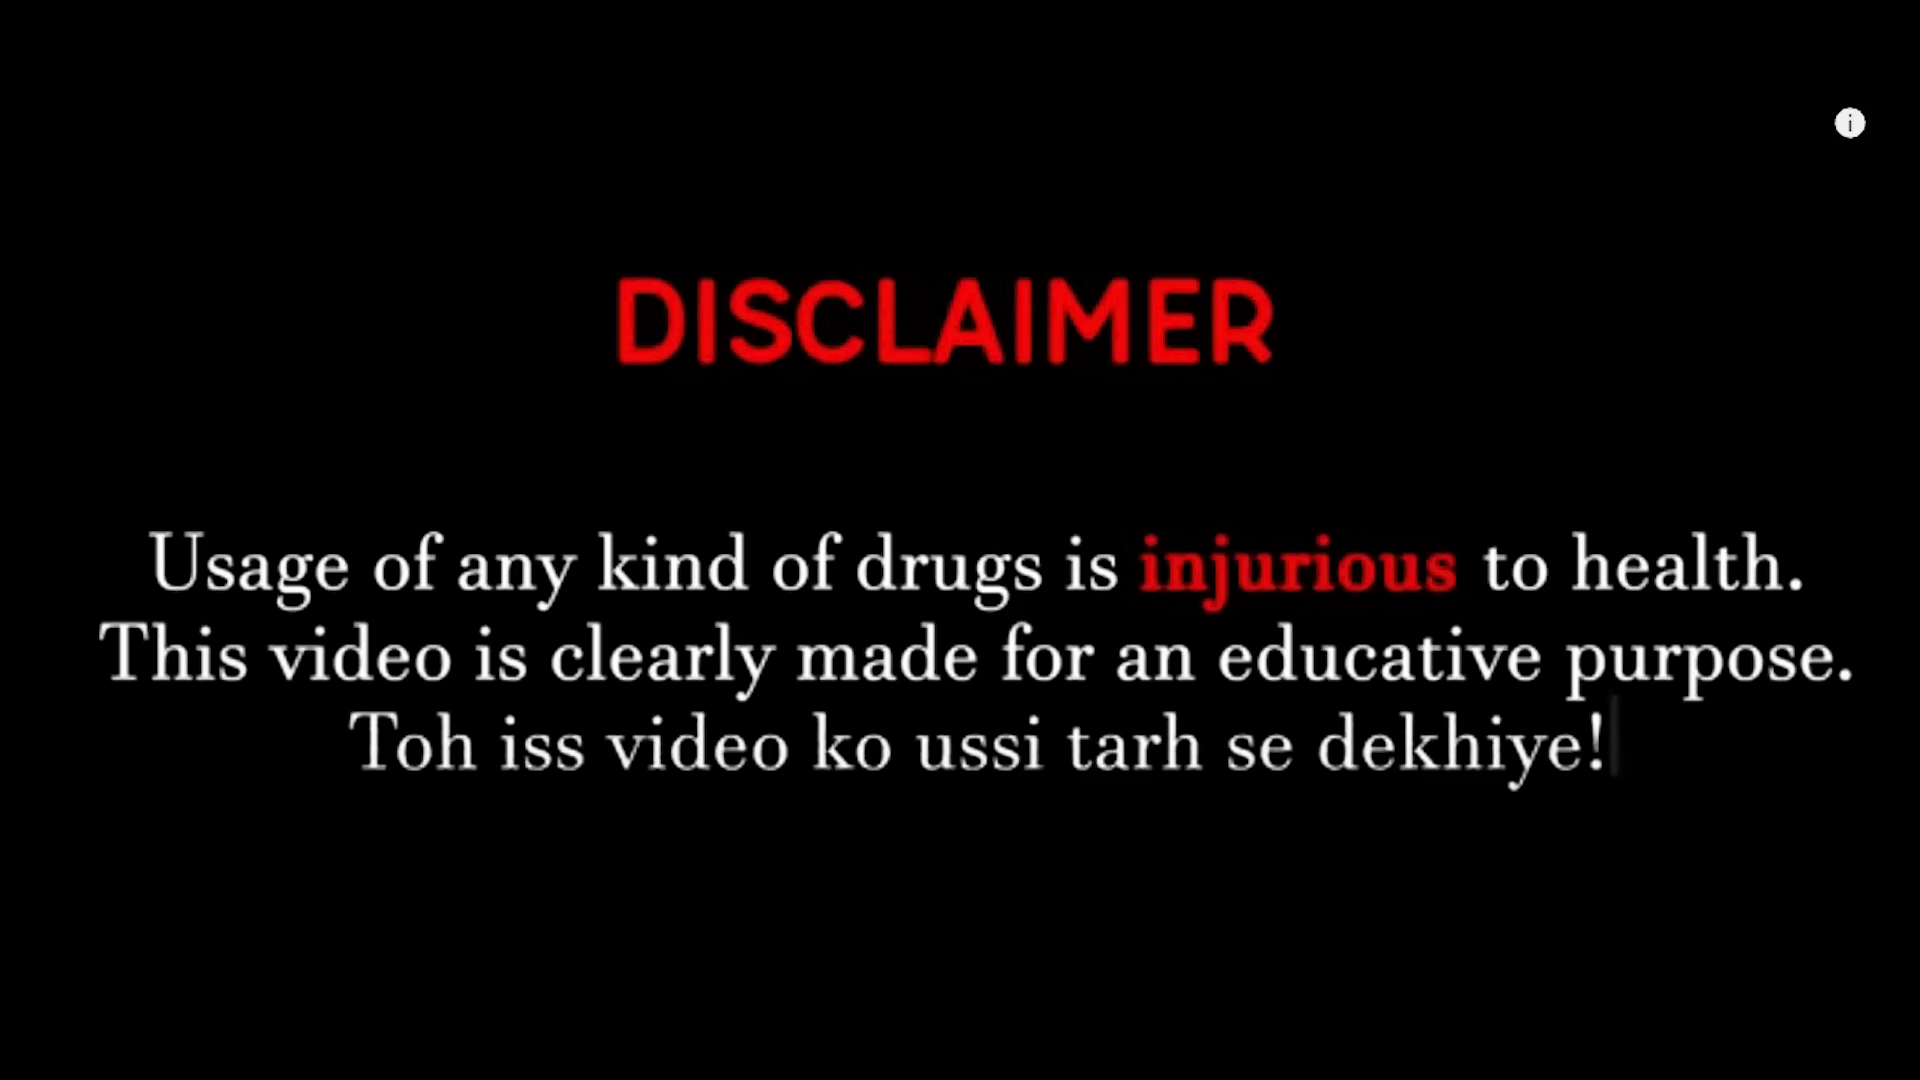 DISCLAIMER
Usage of any kind of drugs is injurious to health.
This video is clearly made for an educative purpose.
Toh iss video ko ussi tarh se dekhiye!